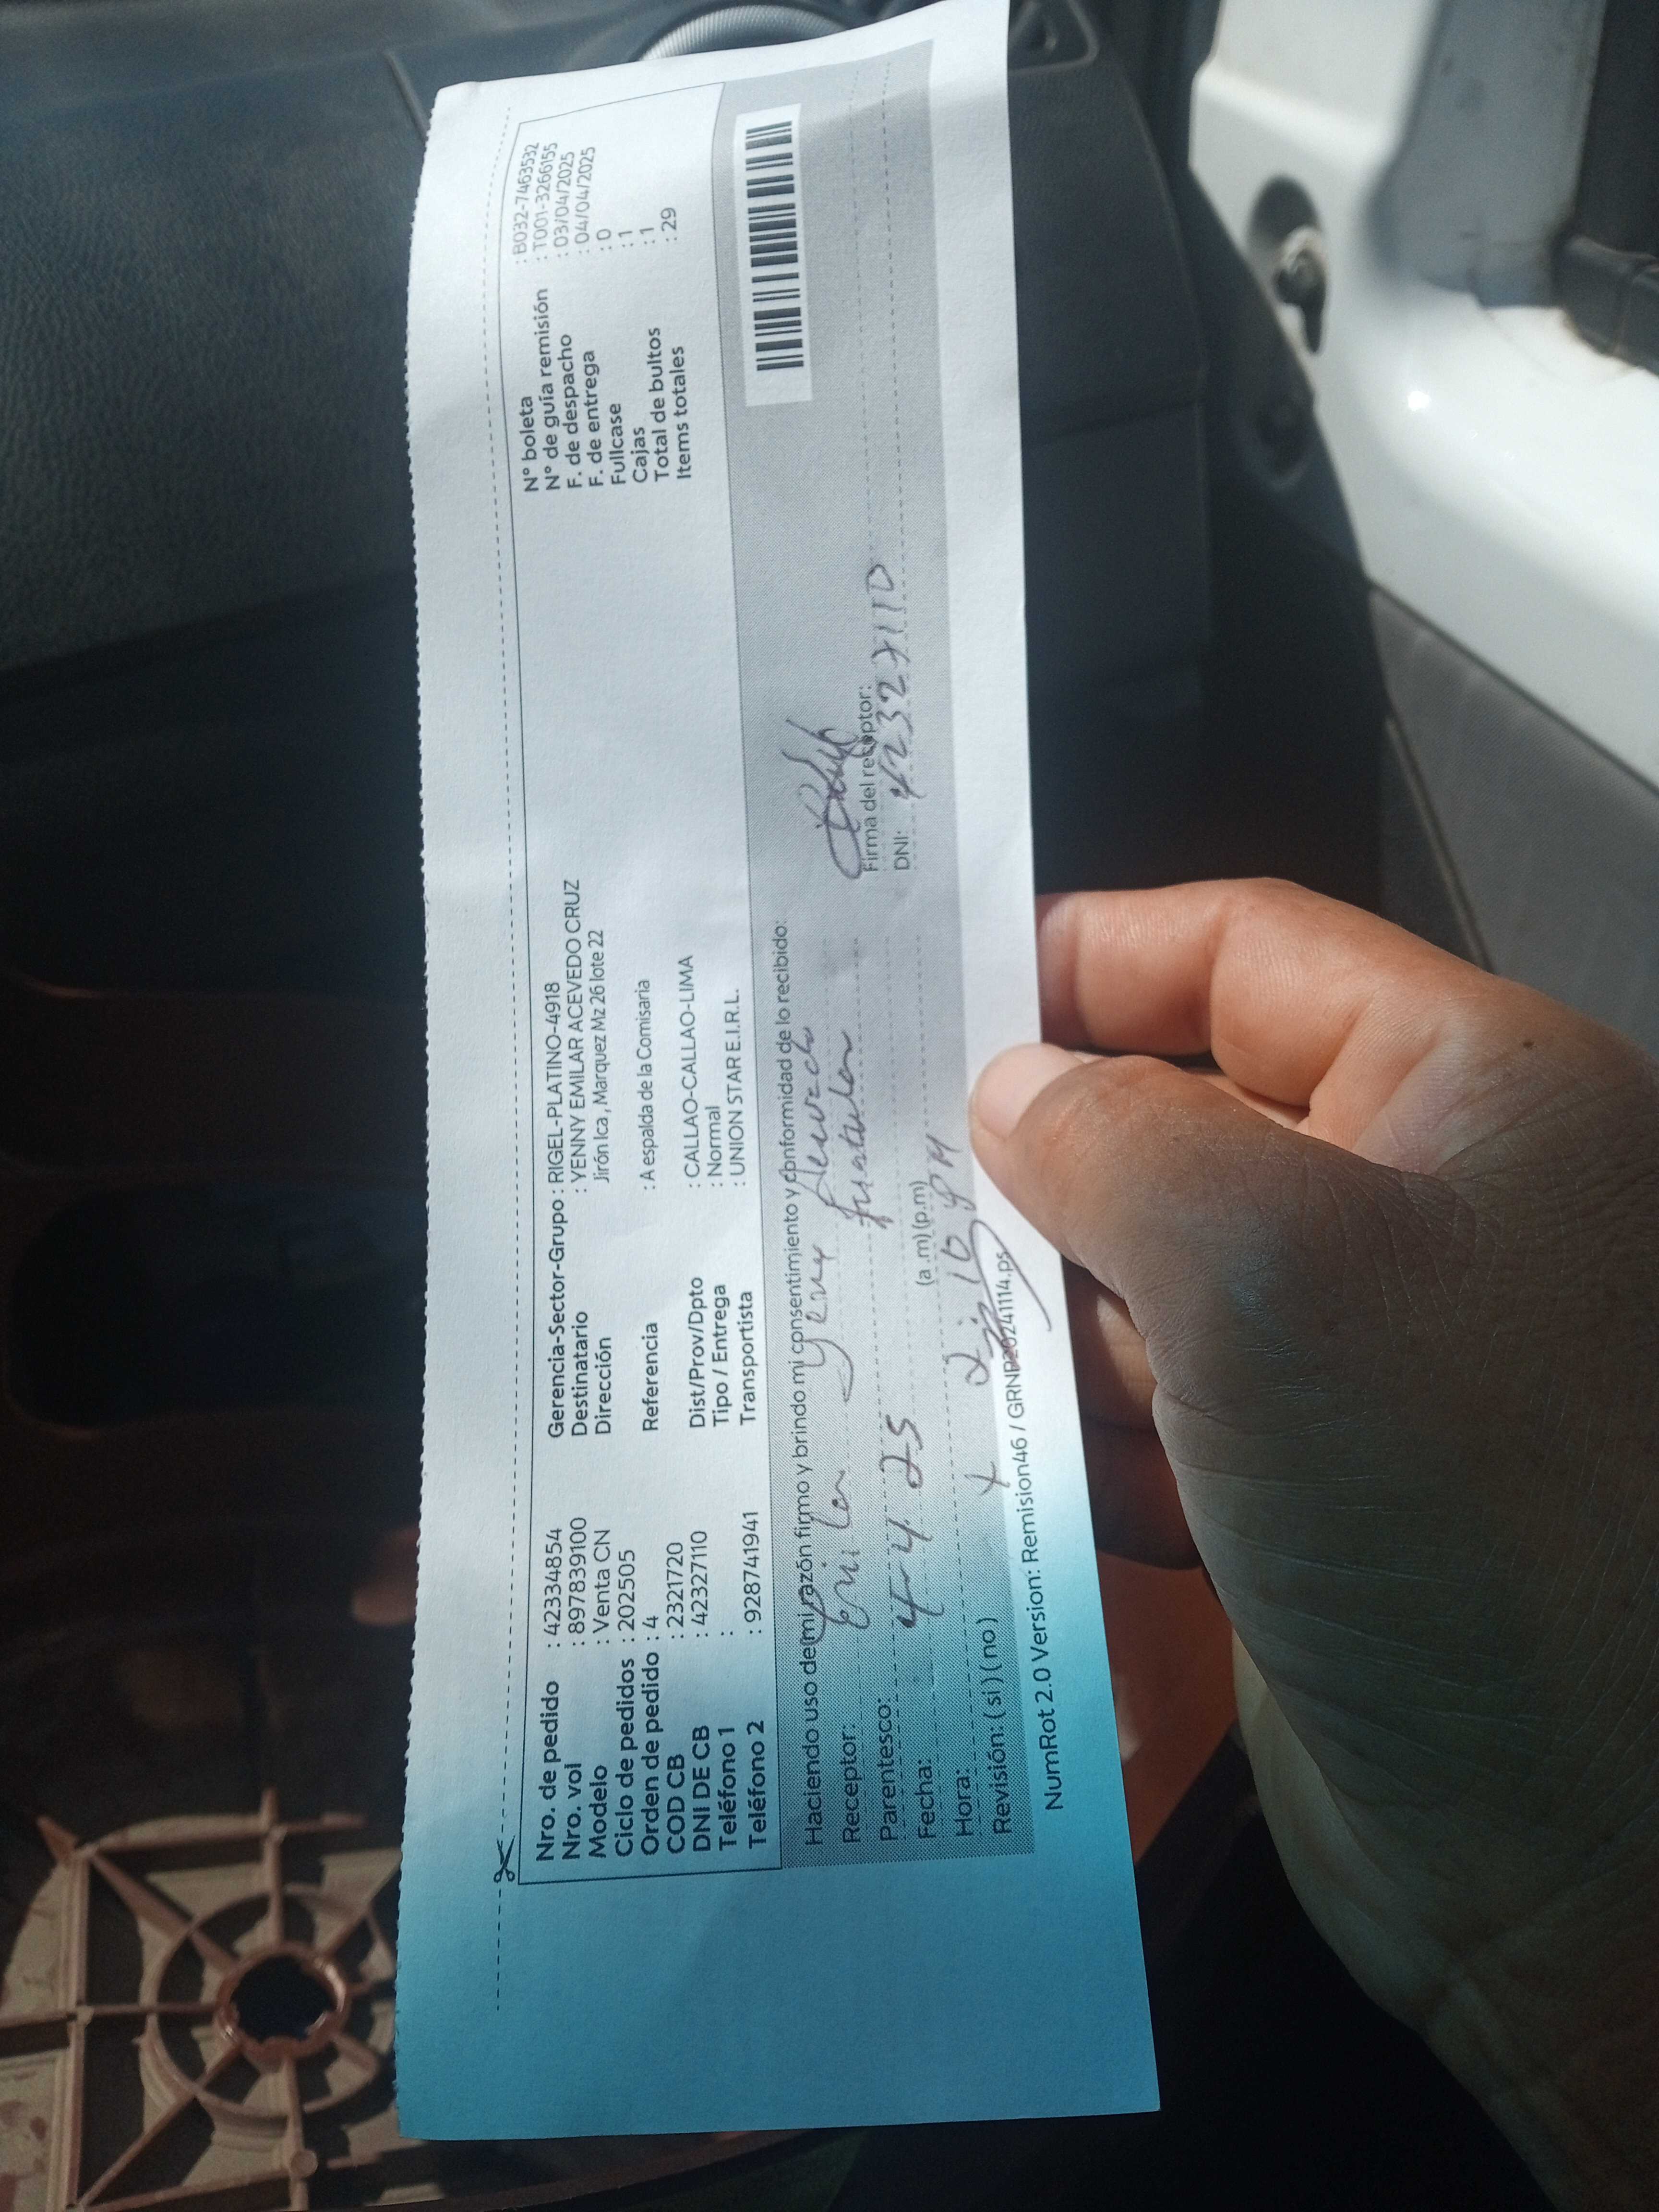 Nro. de pedido : 42334854
Nro. vol : 897839100
Modelo : Venta CN
Ciclo de pedidos : 202505
Orden de pedido : 4
COD CB : 2321720
DNI DE CB : 42327110
Teléfono 1 :
Teléfono 2 : 928741941
Gerencia-Sector-Grupo : RIGEL-PLATINO-4918
Destinatario : YENNY EMILAR ACEVEDO CRUZ
Dirección Jirón Ica, Marquez Mz 26 lote 22
Referencia : A espalda de la Comisaria
Dist/Prov/Dpto : CALLAO-CALLAO-LIMA
Tipo / Entrega : Normal
Transportista : UNION STAR E.I.R.L.
N° boleta : B032-7463532
N° de guía remisión : T001-3266155
F. de despacho : 03/04/2025
F. de entrega : 04/04/2025
Fullcase : 0
Cajas : 1
Total de bultos : 1
Items totales : 29
Haciendo uso de mi razón firmo y brindo mi consentimiento y conformidad de lo recibido:
Receptor:
Parentesco:
Fecha: 4-4-25
Hora: (a.m) (p.m)
Revisión: (si) (no)
Firma del receptor:
DNI: 42327110
NumRot 2.0 Version: Remision46 / GRNP20241114.ps